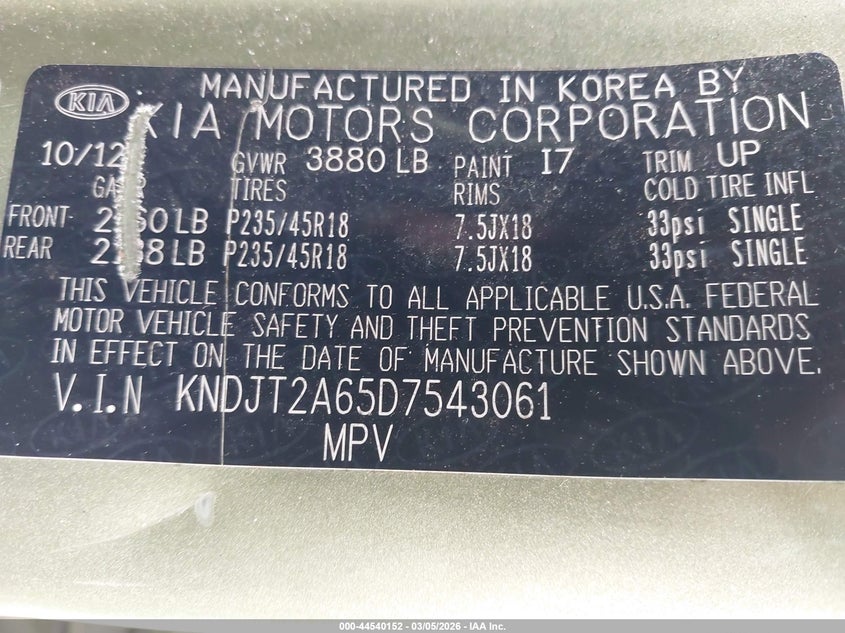 KIA MANUFACTURED IN KOREA BY
KIA MOTORS CORPORATION
10/12 GVWR 3880 LB PAINT I7 TRIM UP
TIRES RIMS COLD TIRE INFL
FRONT- LB P235/45R18 7.5JX18 33psi SINGLE
REAR LB P235/45R18 7.5JX18 33psi SINGLE
THIS VEHICLE CONFORMS TO ALL APPLICABLE U.S.A. FEDERAL
MOTOR VEHICLE SAFETY AND THEFT PREVENTION STANDARDS
IN EFFECT ON THE DATE OF MANUFACTURE SHOWN ABOVE.
V.I.N KNDJT2A65D7543061
MPV
000-44540152 - 03/05/2026 - IAA Inc.